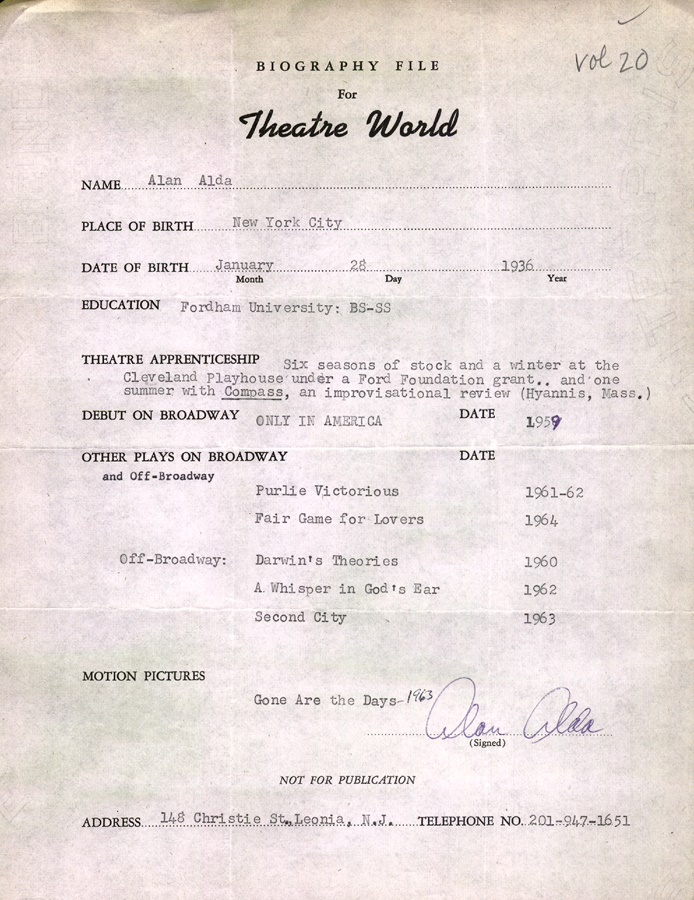 vol 20
BIOGRAPHY FILE
For
Theatre World
NAME Alan Alda
PLACE OF BIRTH New York City
DATE OF BIRTH January 28 1936
Month Day Year
EDUCATION Fordham University: BS-SS
THEATRE APPRENTICESHIP Six seasons of stock and a winter at the
Cleveland Playhouse under a Ford Foundation grant.. and one
summer with Compass, an improvisational review (Hyannis, Mass.)
DEBUT ON BROADWAY ONLY IN AMERICA DATE 1959
OTHER PLAYS ON BROADWAY DATE
and Off-Broadway
Purlie Victorious 1961-62
Fair Game for Lovers 1964
Off-Broadway: Darwin's Theories 1960
A Whisper in God's Ear 1962
Second City 1963
MOTION PICTURES
Gone Are the Days-1963
Alan Alda
(Signed)
NOT FOR PUBLICATION
ADDRESS 148 Christie St., Leonia, N.J. TELEPHONE NO. 201-947-1651